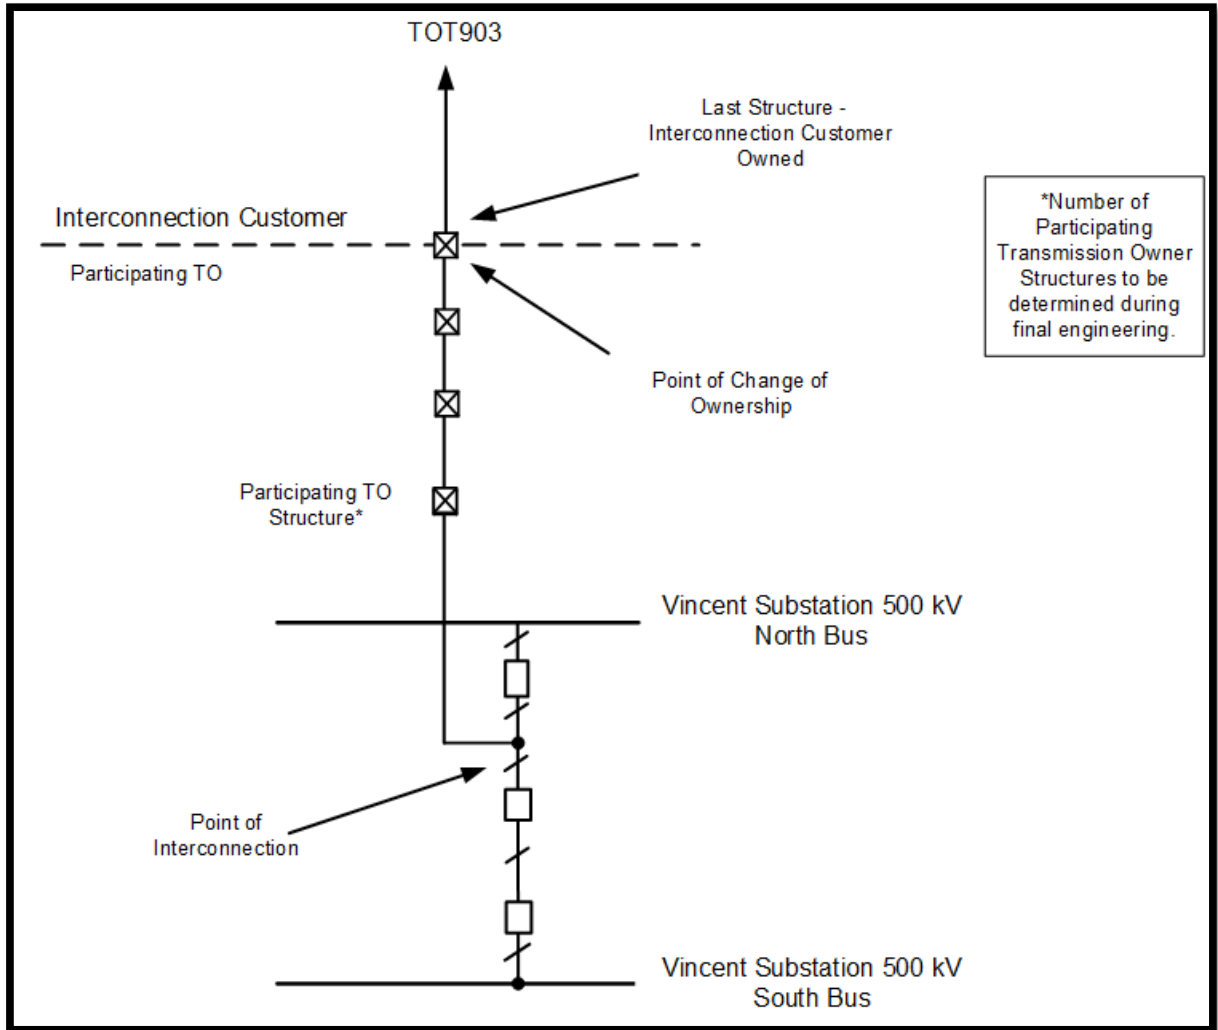 TOT903
Last Structure -
Interconnection Customer
Owned
Interconnection Customer
Participating TO
*Number of
Participating
Transmission Owner
Structures to be
determined during
final engineering.
Point of Change of
Ownership
Participating TO
Structure*
Vincent Substation 500 kV
North Bus
Point of
Interconnection
Vincent Substation 500 kV
South Bus